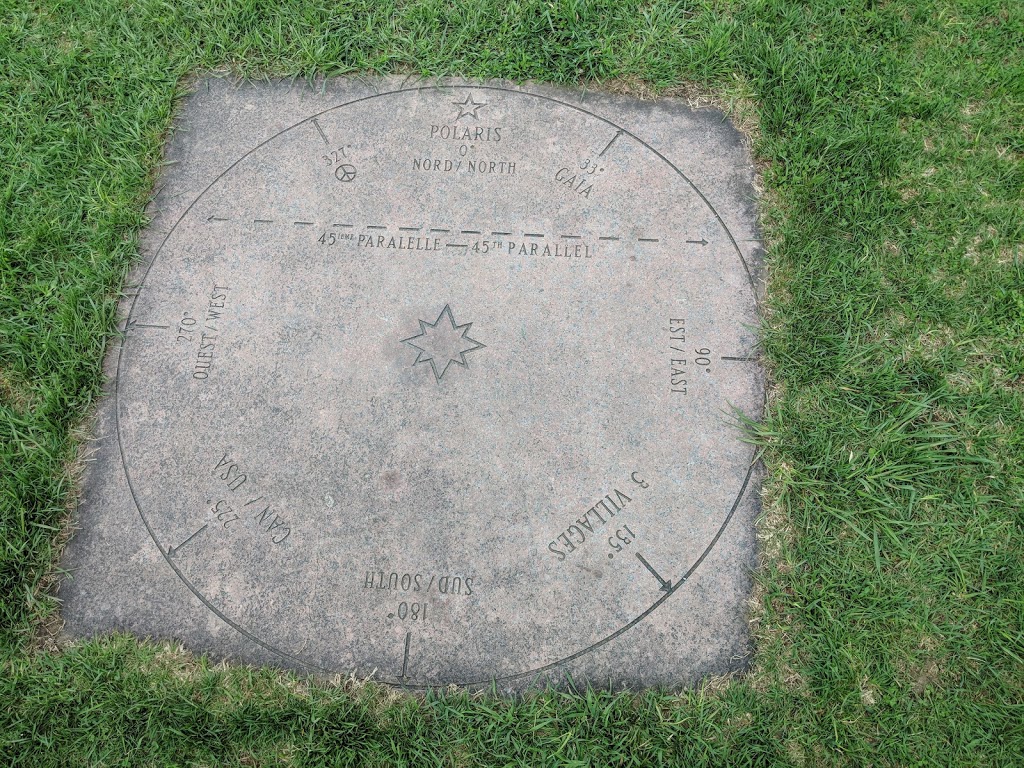 POLARIS
0°
NORD/NORTH
327°
33°
GAIA
45IEME PARALELLE — 45TH PARALLEL
270°
OUEST/WEST
90°
EST/EAST
225°
CAN/USA
3 VILLAGES
135°
SUD/SOUTH
180°